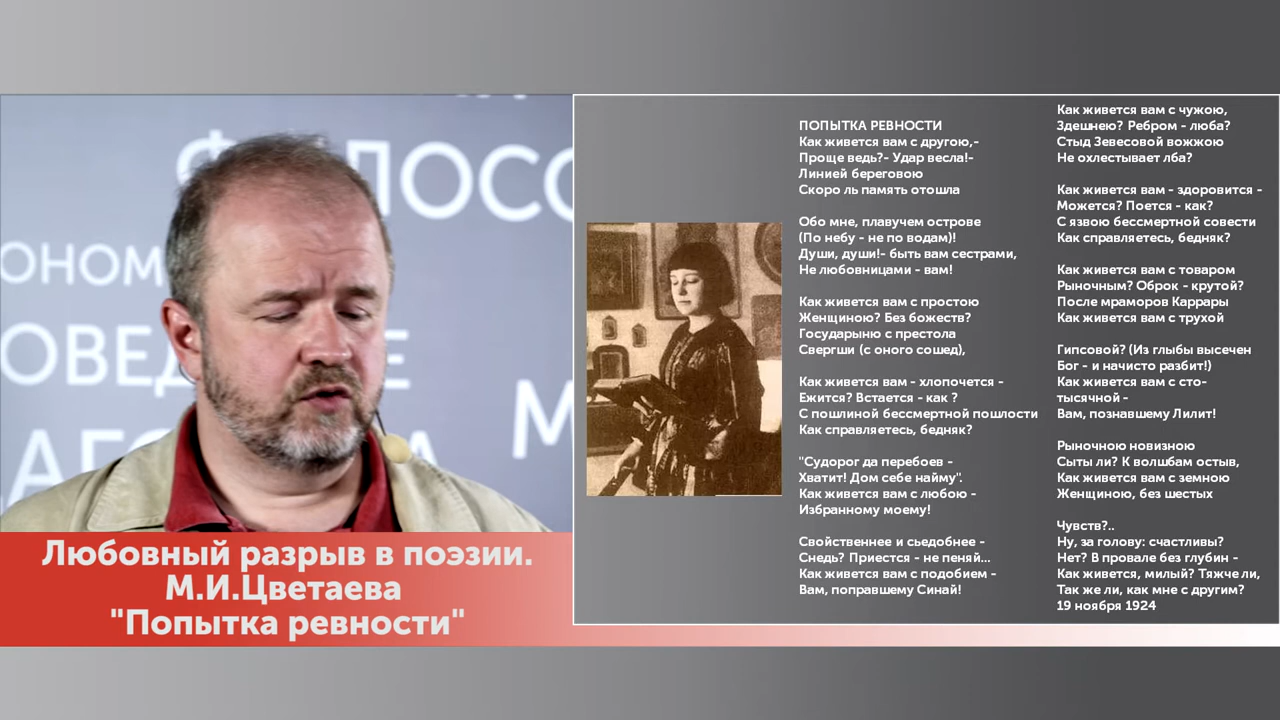 ФИЛОСО
ОНОМ
ОВЕД
Е
М
Любовный разрыв в поэзии.
М.И.Цветаева
"Попытка ревности"
ПОПЫТКА РЕВНОСТИ
Как живется вам с другою,-
Проще ведь?- Удар весла!-
Линией береговою
Скоро ль память отошла
Обо мне, плавучем острове
(По небу - не по водам)!
Души, души!- быть вам сестрами,
Не любовницами - вам!
Как живется вам с простою
Женщиною? Без божеств?
Государыню с престола
Свергши (с оного сошед),
Как живется вам - хлопочется -
Ежится? Встается - как ?
С пошлиной бессмертной пошлости
Как справляетесь, бедняк?
"Судорог да перебоев -
Хватит! Дом себе найму".
Как живется вам с любою -
Избранному моему!
Свойственнее и сьедобнее -
Снедь? Приестся - не пеняй...
Как живется вам с подобием -
Вам, поправшему Синай!
Как живется вам с чужою,
Здешнею? Ребром - люба?
Стыд Зевесовой вожжою
Не охлестывает лба?
Как живется вам - здоровится -
Можется? Поется - как?
С язвою бессмертной совести
Как справляетесь, бедняк?
Как живется вам с товаром
Рыночным? Оброк - крутой?
После мраморов Каррары
Как живется вам с трухой
Гипсовой? (Из глыбы высечен
Бог - и начисто разбит!)
Как живется вам с сто-
тысячной -
Вам, познавшему Лилит!
Рыночною новизною
Сыты ли? К волшбам остыв,
Как живется вам с земною
Женщиною, без шестых
Чувств?..
Ну, за голову: счастливы?
Нет? В провале без глубин -
Как живется, милый? Тяжче ли,
Так же ли, как мне с другим?
19 ноября 1924